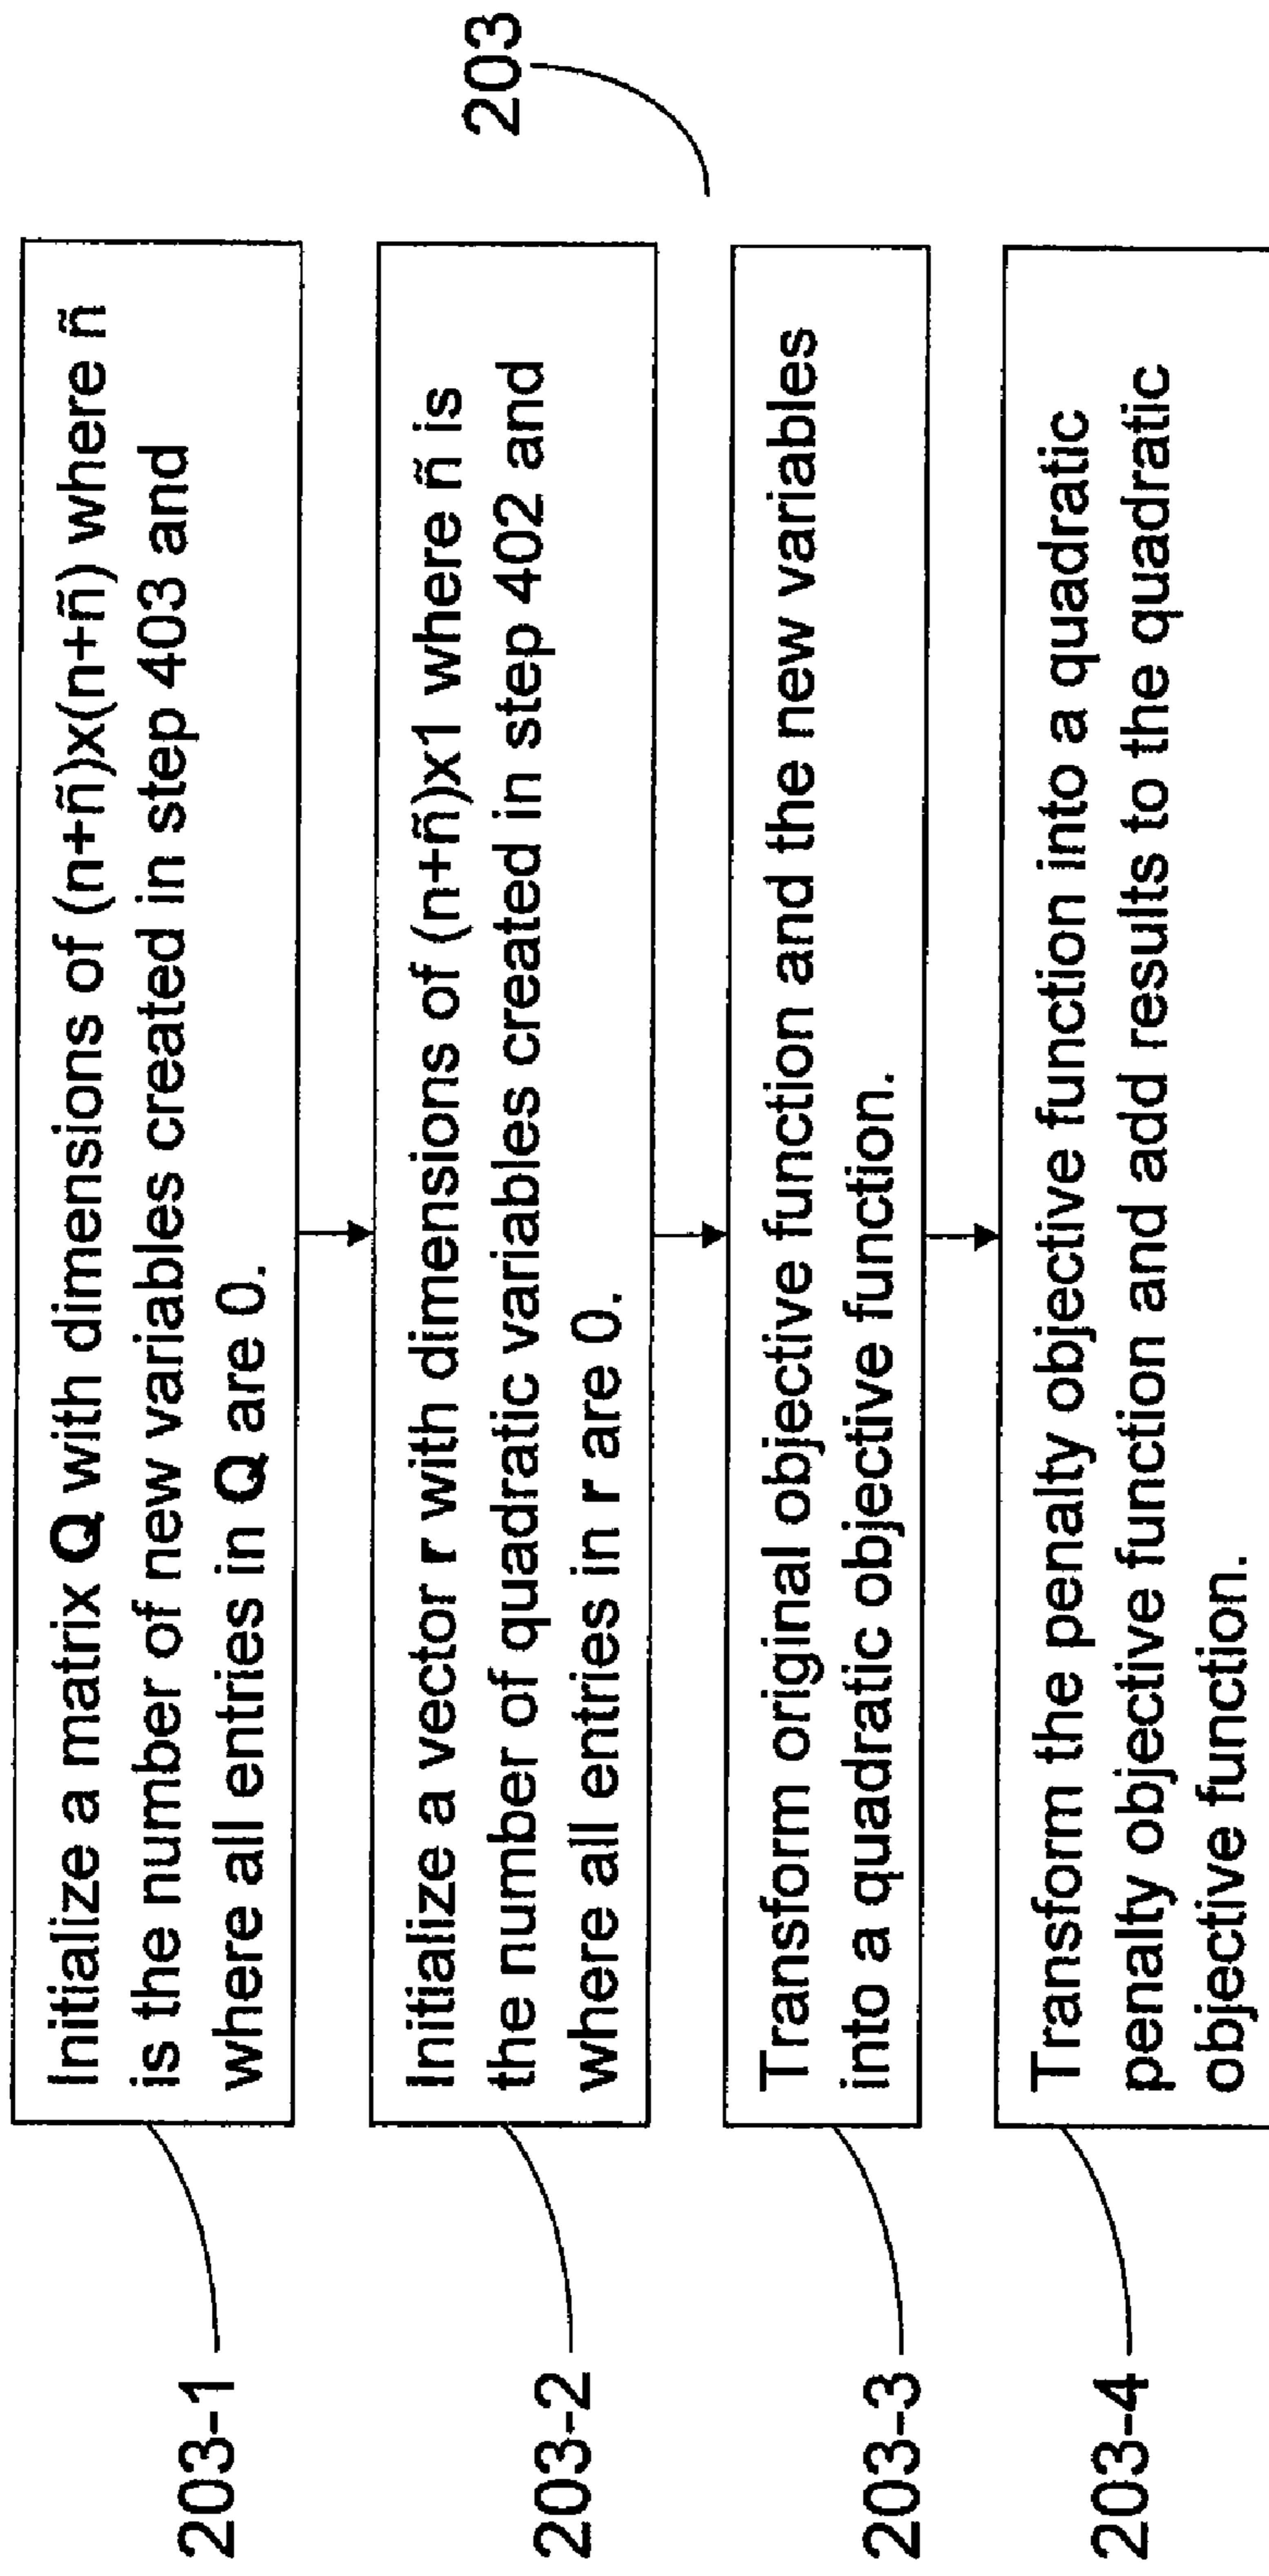 203
203-1
Initialize a matrix Q with dimensions of (n+ñ)x(n+ñ) where ñ
is the number of new variables created in step 403 and
where all entries in Q are 0.
203-2
Initialize a vector r with dimensions of (n+ñ)x1 where ñ is
the number of quadratic variables created in step 402 and
where all entries in r are 0.
203-3
Transform original objective function and the new variables
into a quadratic objective function.
203-4
Transform the penalty objective function into a quadratic
penalty objective function and add results to the quadratic
objective function.